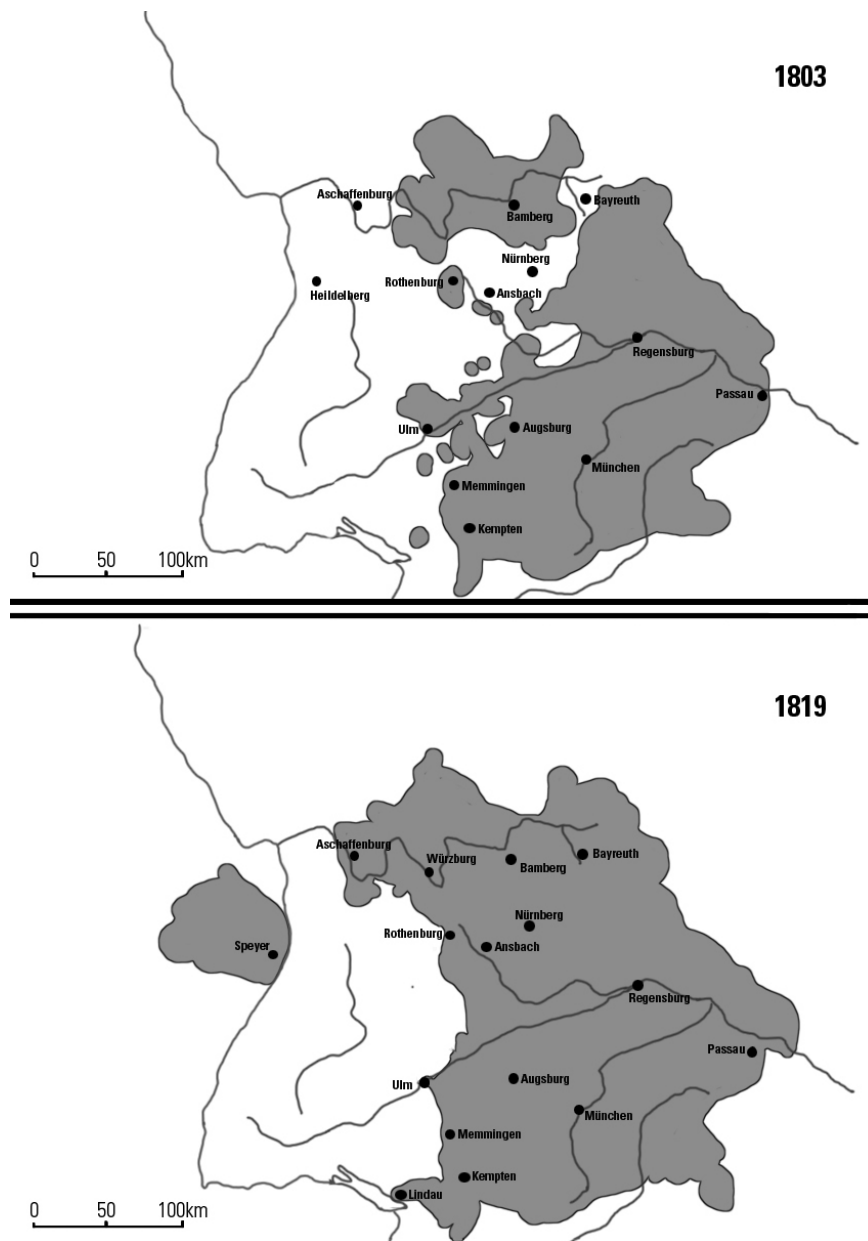 1803
Aschaffenburg
Bayreuth
Bamberg
Nürnberg
Rothenburg
Heildelberg
Ansbach
Regensburg
Passau
Ulm
Augsburg
München
Memmingen
Kempten
0 50 100km
1819
Aschaffenburg
Würzburg
Bamberg
Bayreuth
Nürnberg
Rothenburg
Ansbach
Speyer
Regensburg
Passau
Ulm
Augsburg
München
Memmingen
Kempten
Lindau
0 50 100km